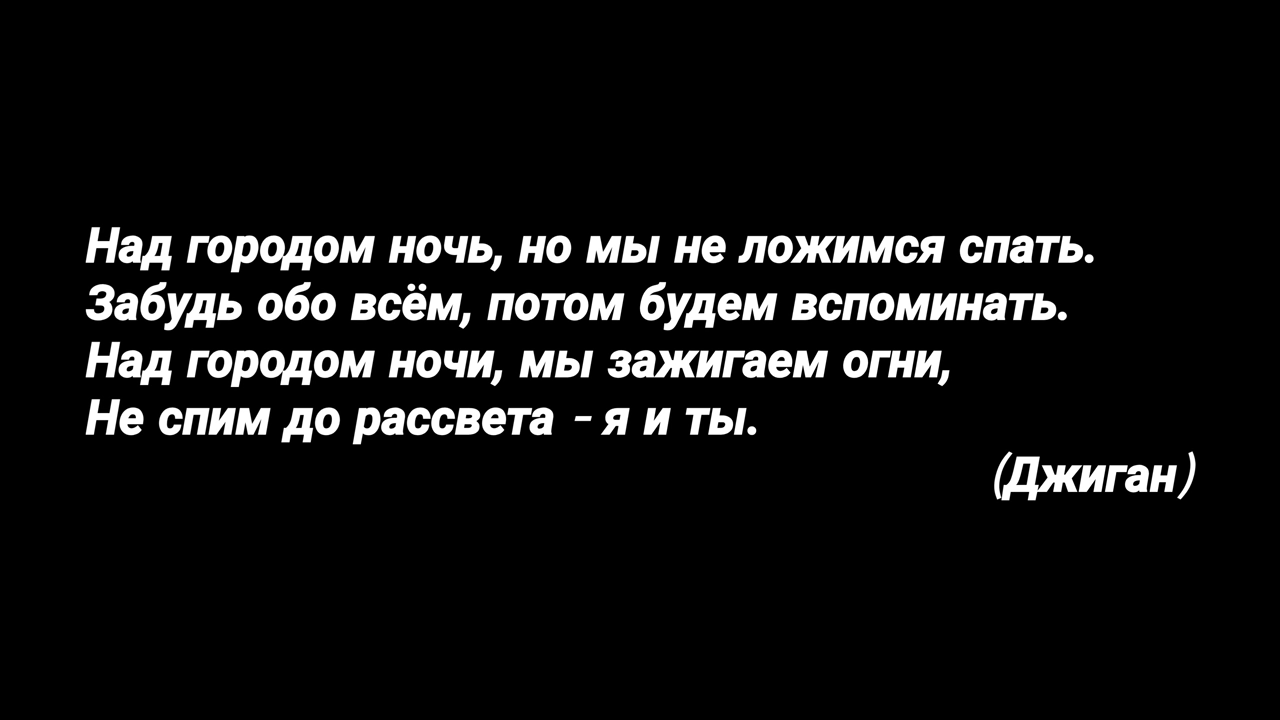 Над городом ночь, но мы не ложимся спать.
Забудь обо всём, потом будем вспоминать.
Над городом ночи, мы зажигаем огни,
Не спим до рассвета - я и ты.
(Джиган)